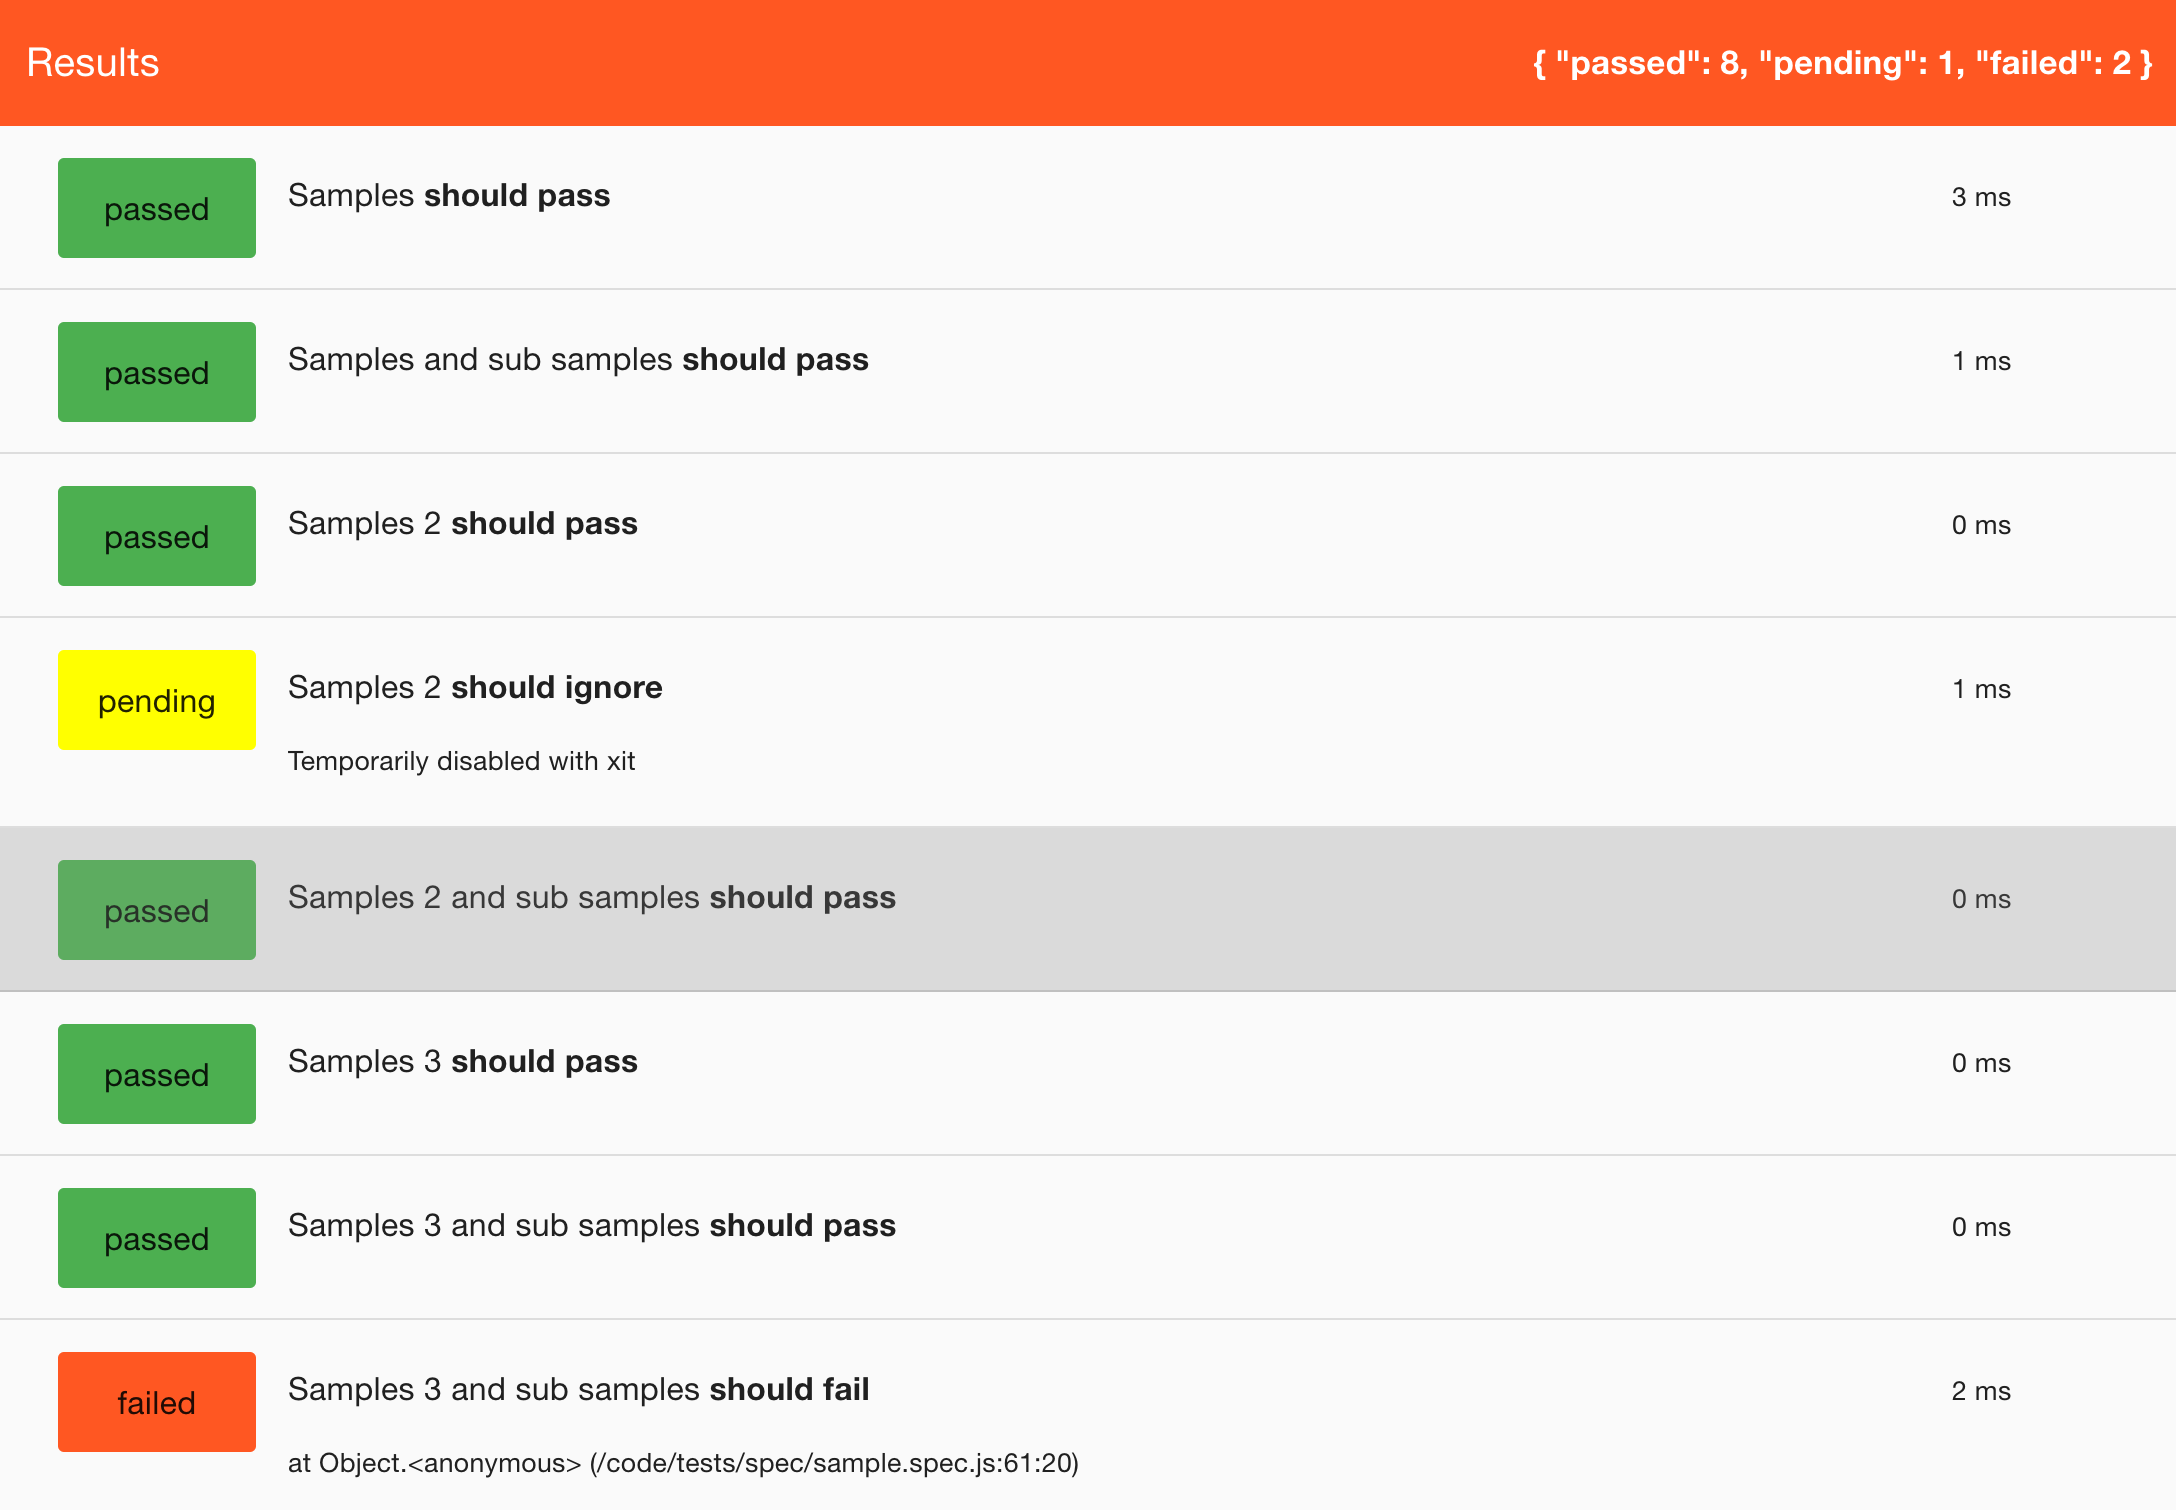 Results { "passed": 8, "pending": 1, "failed": 2 }
passed Samples should pass 3 ms
passed Samples and sub samples should pass 1 ms
passed Samples 2 should pass 0 ms
pending Samples 2 should ignore 1 ms
Temporarily disabled with xit
passed Samples 2 and sub samples should pass 0 ms
passed Samples 3 should pass 0 ms
passed Samples 3 and sub samples should pass 0 ms
failed Samples 3 and sub samples should fail 2 ms
at Object.<anonymous> (/code/tests/spec/sample.spec.js:61:20)